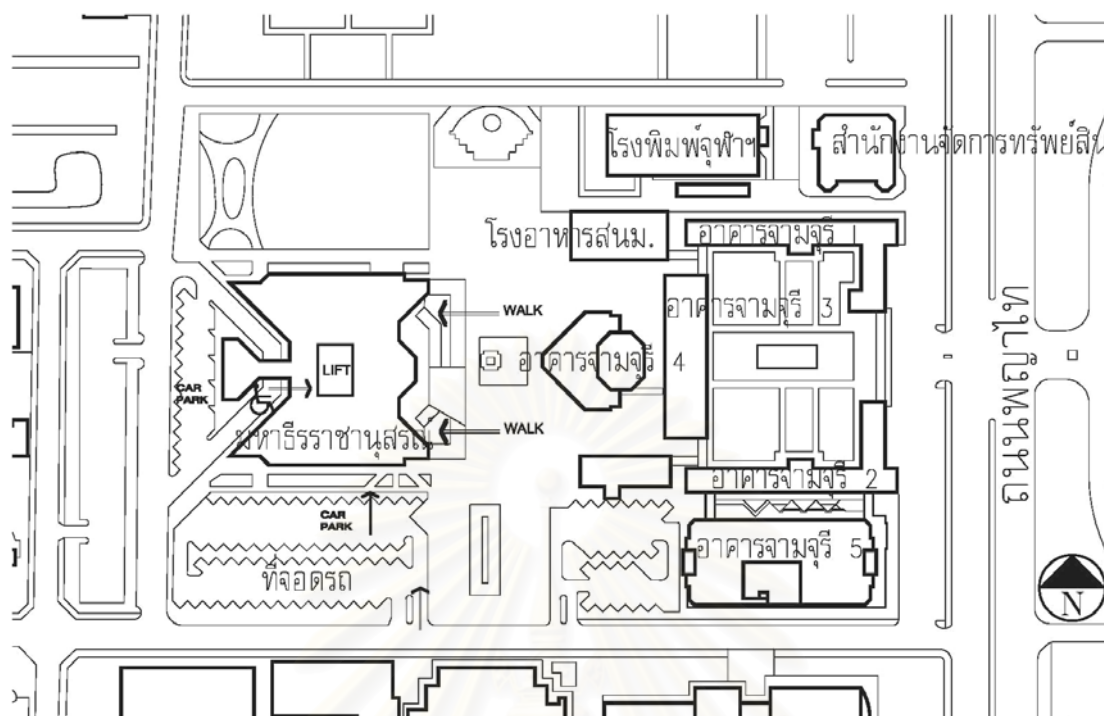 โรงพิมพ์จุฬาฯ
สำนักงานจัดการทรัพย์สิน
โรงอาหารสนม.
อาคารจามจุรี 1
อาคารจามจุรี 3
WALK
อาคารจามจุรี 4
LIFT
CAR
PARK
WALK
มหาธีรราชานุสรณ์
อาคารจามจุรี 2
CAR
PARK
อาคารจามจุรี 5
ที่จอดรถ
ถนนพญาไท
N